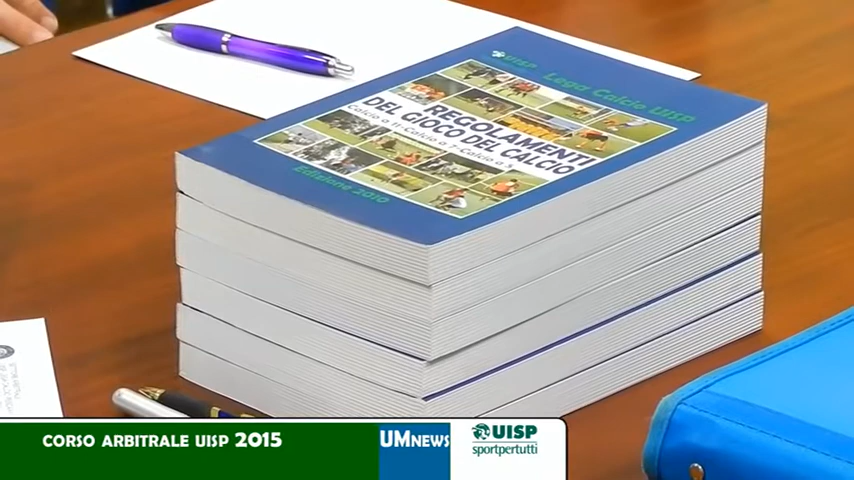 UISP
Lega Calcio UISP
REGOLAMENTI
DEL GIOCO DEL CALCIO
Calcio a 11 - Calcio a 7 - Calcio a
Edizione 2010
CORSO ARBITRALE UISP 2015
UMNEWS
UISP
sportpertutti